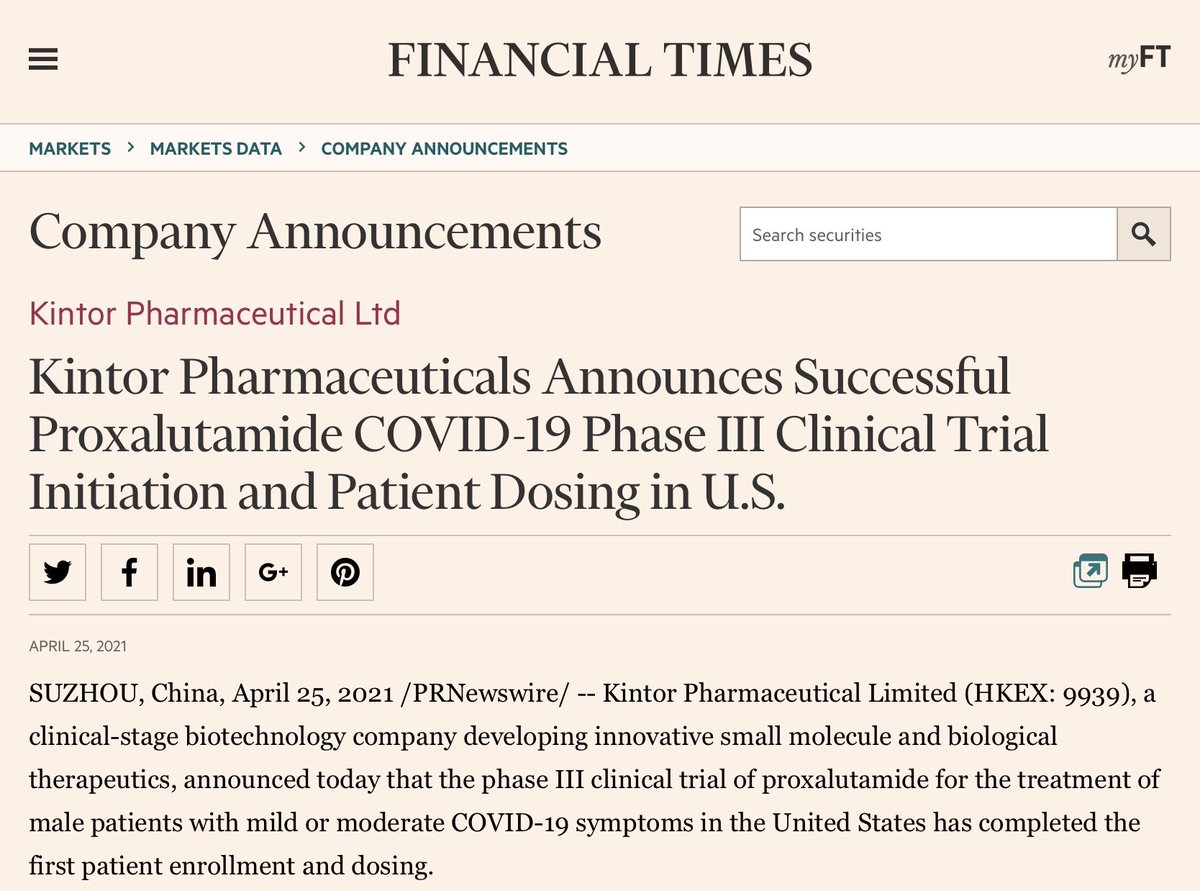 FINANCIAL TIMES
myFT
MARKETS > MARKETS DATA > COMPANY ANNOUNCEMENTS
Company Announcements
Search securities
Kintor Pharmaceutical Ltd
Kintor Pharmaceuticals Announces Successful
Proxalutamide COVID-19 Phase III Clinical Trial
Initiation and Patient Dosing in U.S.
f
in
G+
APRIL 25, 2021
SUZHOU, China, April 25, 2021 /PRNewswire/ -- Kintor Pharmaceutical Limited (HKEX: 9939), a
clinical-stage biotechnology company developing innovative small molecule and biological
therapeutics, announced today that the phase III clinical trial of proxalutamide for the treatment of
male patients with mild or moderate COVID-19 symptoms in the United States has completed the
first patient enrollment and dosing.